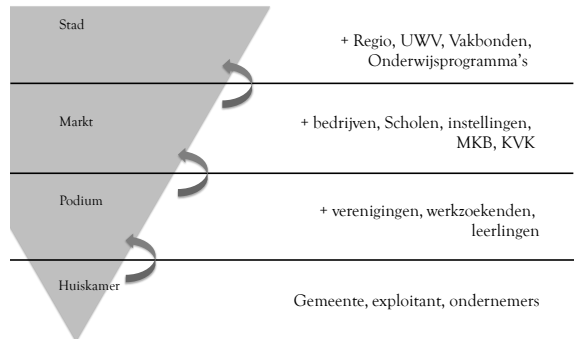 Stad
+ Regio, UWV, Vakbonden,
Onderwijsprogramma's
Markt
+ bedrijven, Scholen, instellingen,
MKB, KVK
Podium
+ verenigingen, werkzoekenden,
leerlingen
Huiskamer
Gemeente, exploitant, ondernemers